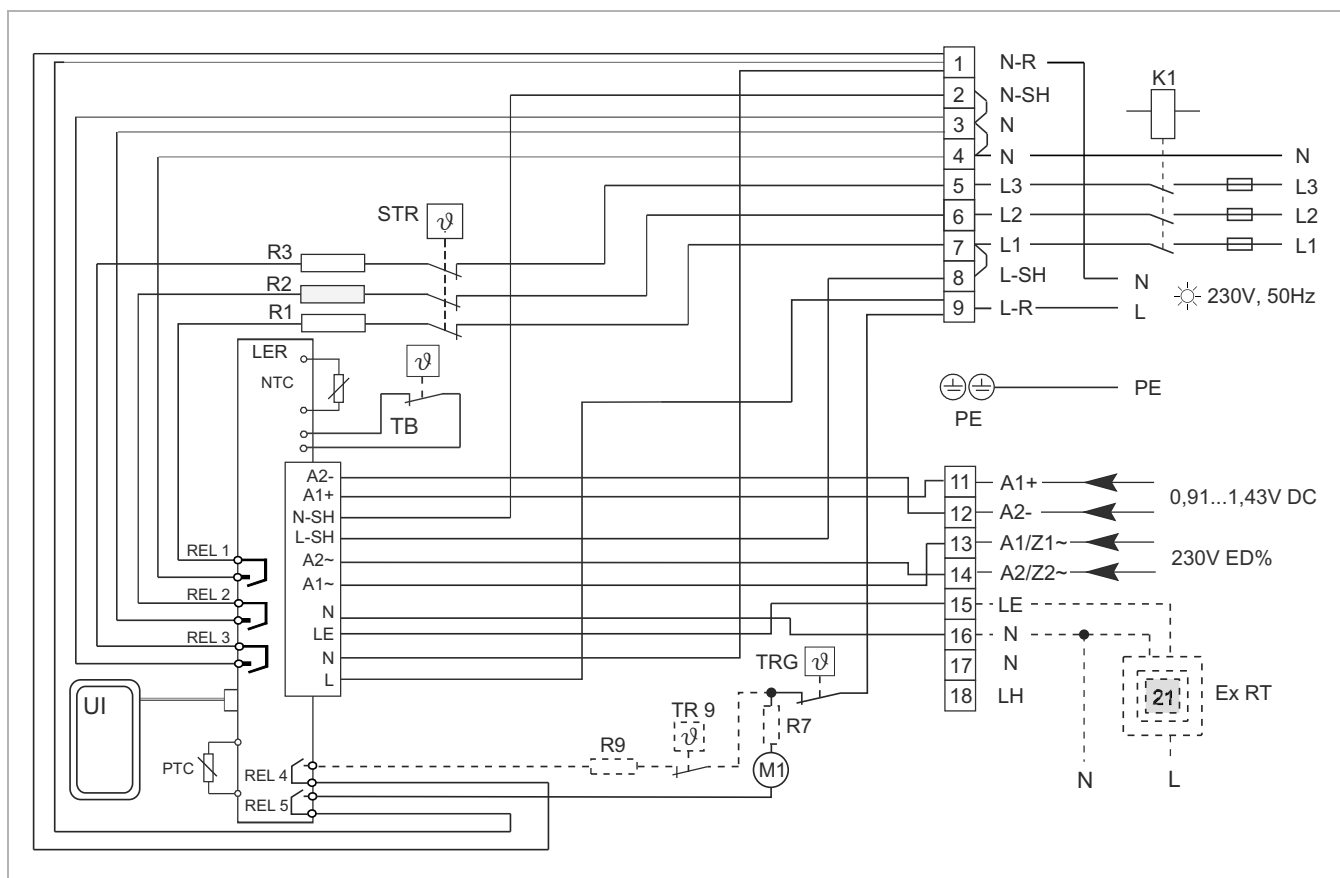 1 N-R
K1
2 N-SH
3 N
4 N N
5 L3 L3
6 L2 L2
7 L1 L1
8 L-SH
N
9 L-R L
230V, 50Hz
STR ϑ
R3
R2
R1
LER
NTC
ϑ
TB
PE
PE
A2-
A1+
N-SH
L-SH
A2~
A1~
N
LE
N
L
11 A1+
0,91...1,43V DC
12 A2-
13 A1/Z1~
230V ED%
14 A2/Z2~
15 LE
16 N
17 N
18 LH
21
Ex RT
N
L
REL 1
REL 2
REL 3
UI
PTC
REL 4
REL 5
TRG ϑ
TR 9
ϑ
R9
R7
M1